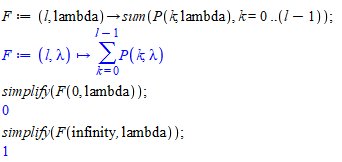 F := (l, lambda)→sum(P(k, lambda), k = 0 ..(l − 1));
F := (l, λ) ↦ ∑_{k=0}^{l−1} P(k, λ)
simplify(F(0, lambda));
0
simplify(F(infinity, lambda));
1